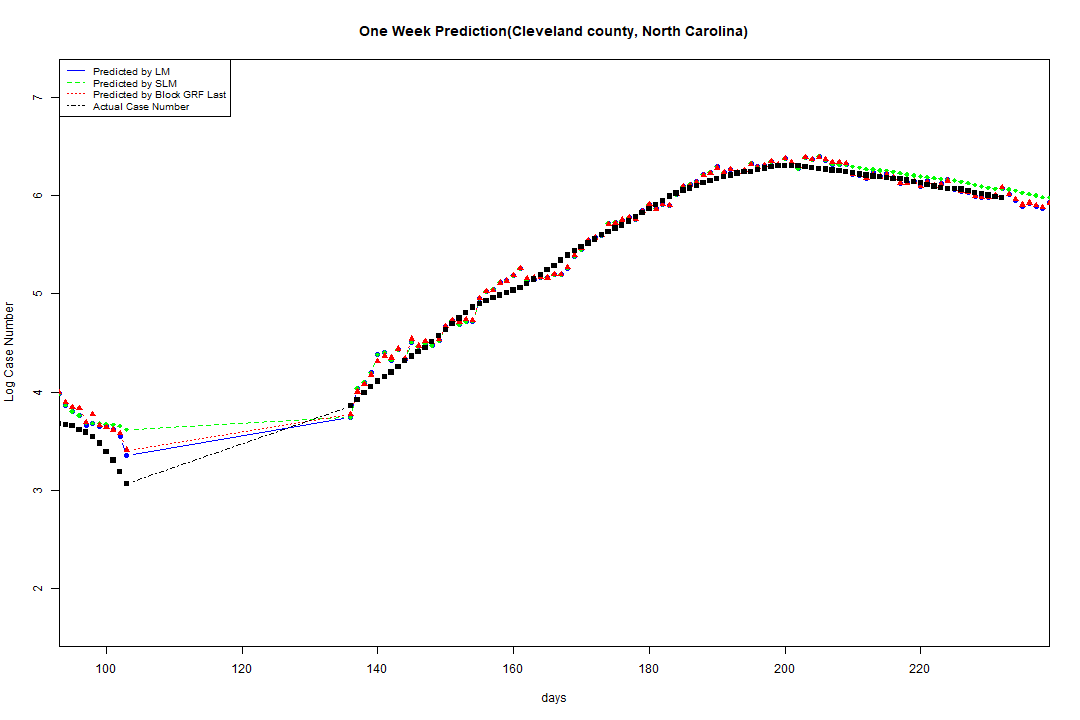 One Week Prediction(Cleveland county, North Carolina)
Predicted by LM
Predicted by SLM
Predicted by Block GRF Last
Actual Case Number
7
6
5
4
3
2
Log Case Number
100 120 140 160 180 200 220
days